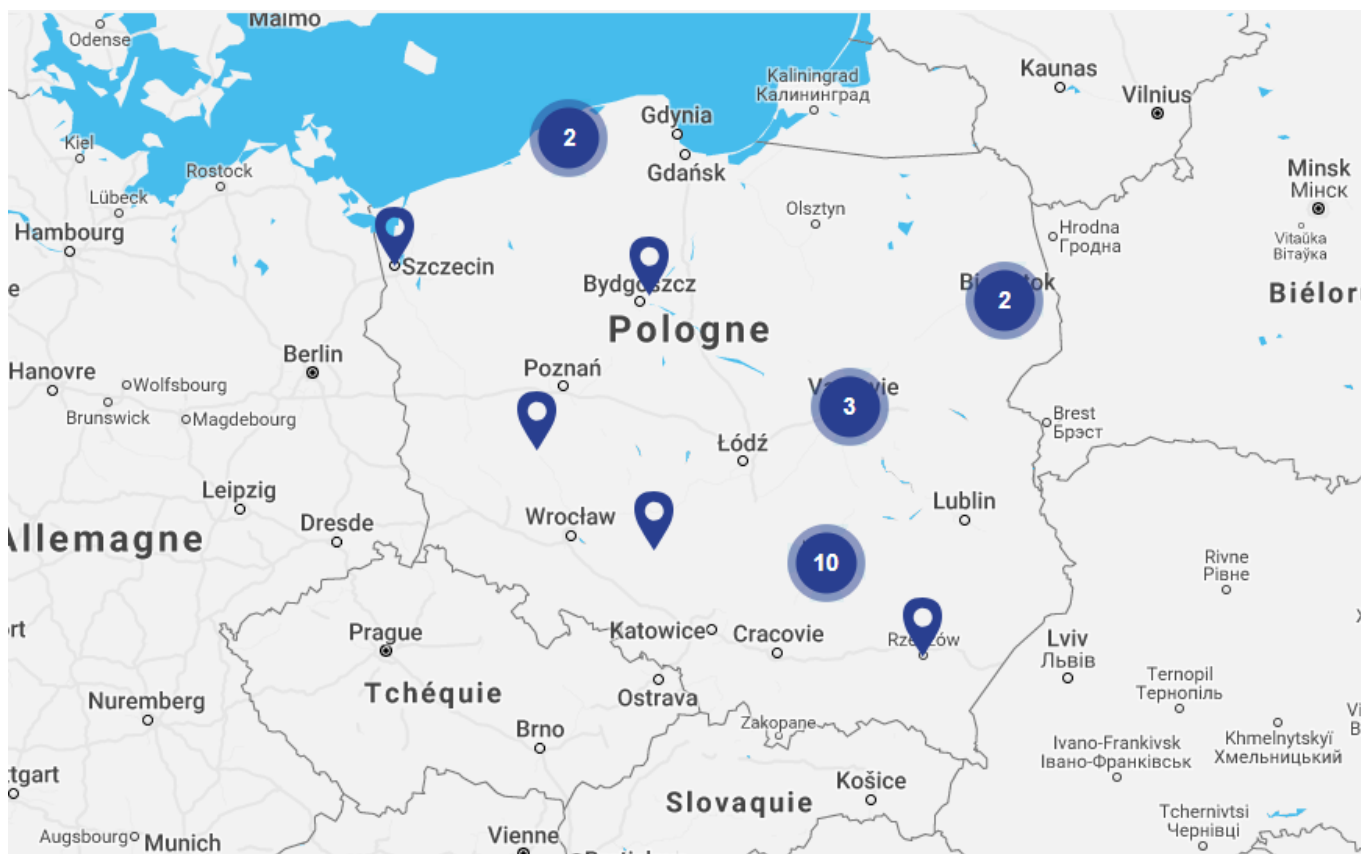 Malmö
Odense
Kaliningrad
Калининград
Kaunas
Vilnius
2
Gdynia
Gdańsk
Kiel
Rostock
Lübeck
Hambourg
Minsk
Мінск
Olsztyn
Hrodna
Гродна
Vitaŭka
Вітаўка
Szczecin
Bydgoszcz
2
Biélor
Pologne
Berlin
Hanovre
Wolfsbourg
Brunswick
Magdebourg
Poznań
3
Brest
Брэст
Łódź
Leipzig
Lublin
Dresde
Wrocław
Allemagne
10
Rivne
Рівне
Prague
Katowice
Cracovie
Lviv
Львів
Tchéquie
Ostrava
Ternopil
Тернопіль
Nuremberg
Brno
Zakopane
Ivano-Frankivsk
Івано-Франківськ
Khmelnytskyï
Хмельницький
ttgart
Slovaquie
Košice
Tchernivtsi
Чернівці
Augsbourg
Munich
Vienne